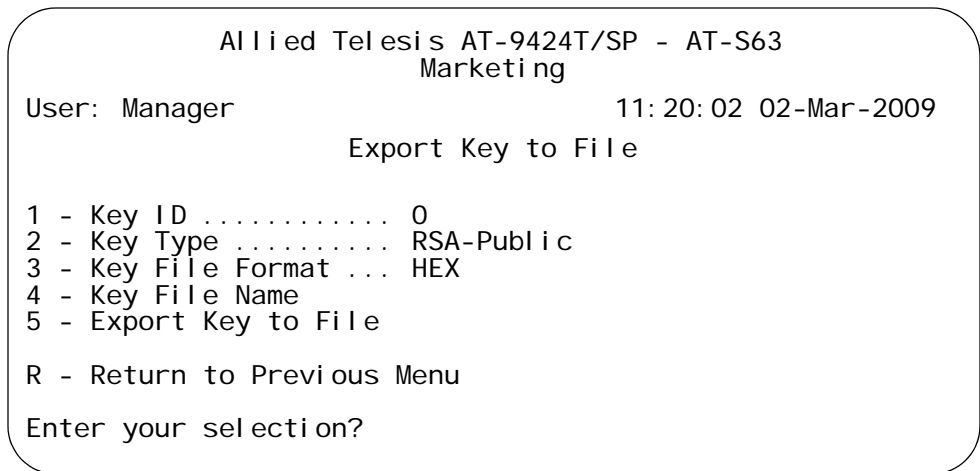 Allied Telesis AT-9424T/SP - AT-S63
Marketing
User: Manager 11:20:02 02-Mar-2009
Export Key to File
1 - Key ID ............ 0
2 - Key Type .......... RSA-Public
3 - Key File Format ... HEX
4 - Key File Name
5 - Export Key to File
R - Return to Previous Menu
Enter your selection?